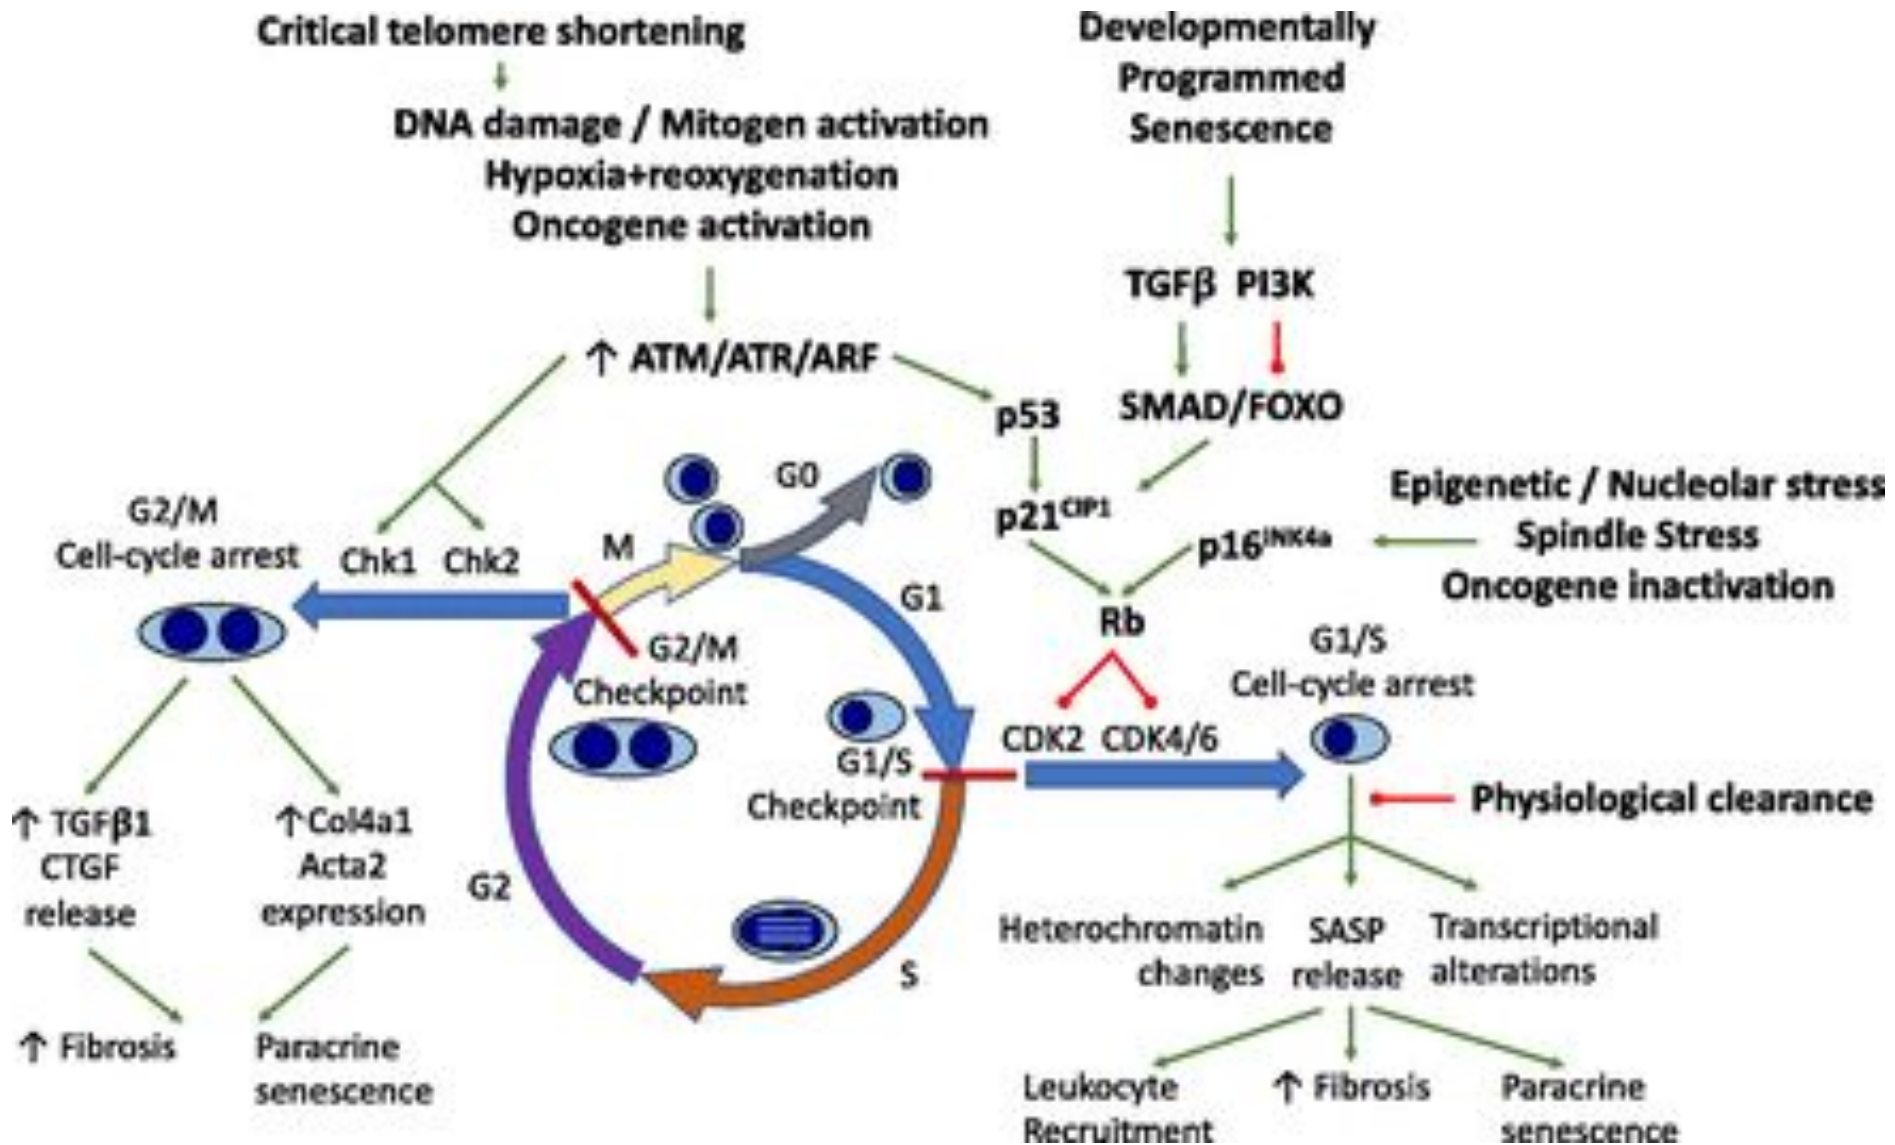 Critical telomere shortening
DNA damage / Mitogen activation
Hypoxia+reoxygenation
Oncogene activation
↑ ATM/ATR/ARF
Developmentally
Programmed
Senescence
TGFβ PI3K
SMAD/FOXO
p53
p21CIP1
p16INK4a
Epigenetic / Nucleolar stress
Spindle Stress
Oncogene inactivation
Rb
CDK2 CDK4/6
G1/S
Cell-cycle arrest
Physiological clearance
Heterochromatin
changes
SASP
release
Transcriptional
alterations
Leukocyte
Recruitment
↑ Fibrosis
Paracrine
senescence
G2/M
Cell-cycle arrest
Chk1 Chk2
M
G0
G1
G2/M
Checkpoint
G1/S
Checkpoint
G2
S
↑ TGFβ1
CTGF
release
↑Col4a1
Acta2
expression
↑ Fibrosis
Paracrine
senescence